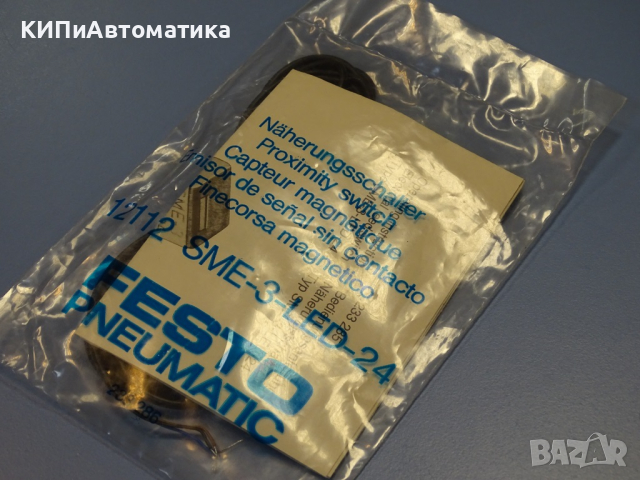 КИПиАвтоматика
Näherungsschalter
Proximity switch
Capteur magnétique
Emisor de señal sin contacto
Finecorsa magnetico
12112 SME-3-LED-24
FESTO
PNEUMATIC
BAZAR